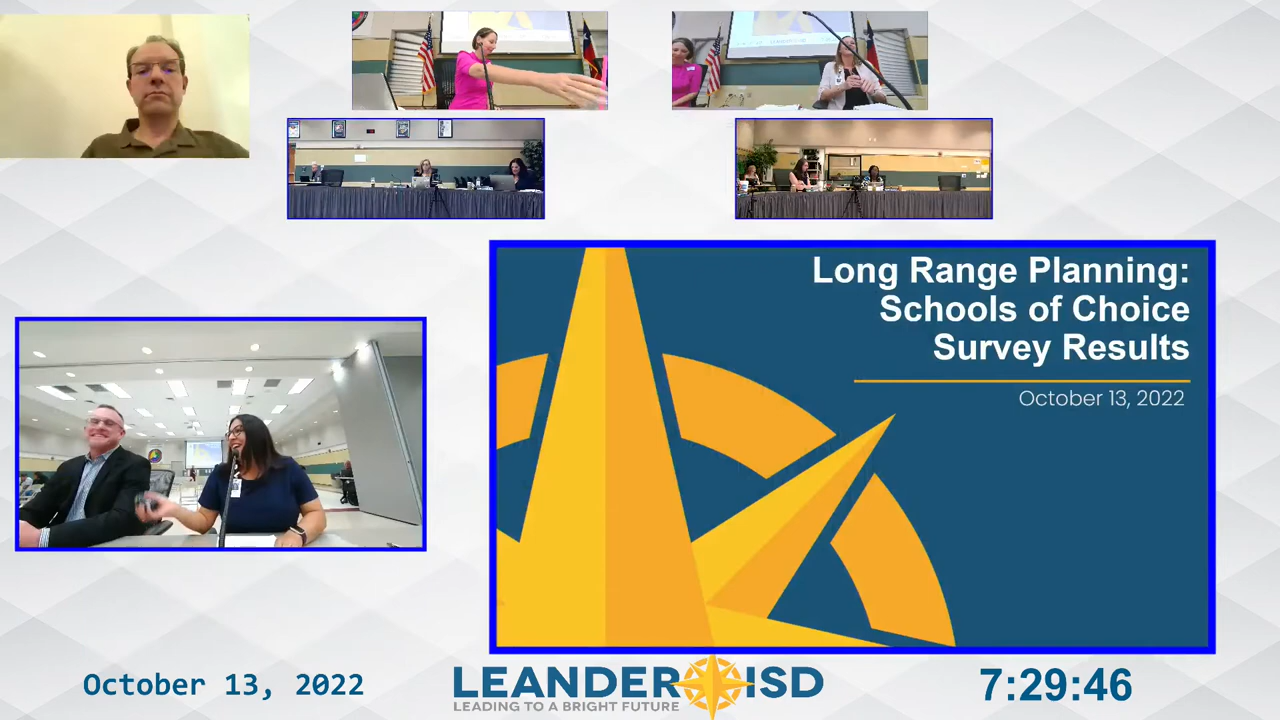 Long Range Planning:
Schools of Choice
Survey Results
October 13, 2022
October 13, 2022
LEANDER ISD
LEADING TO A BRIGHT FUTURE
7:29:46